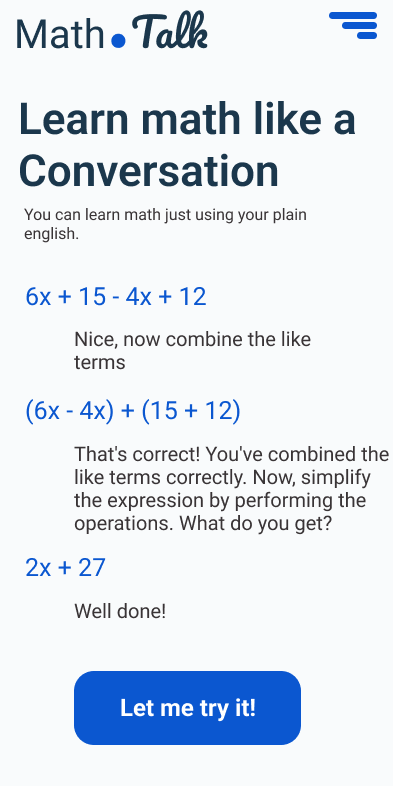 Math.Talk
Learn math like a
Conversation
You can learn math just using your plain
english.
6x + 15 - 4x + 12
Nice, now combine the like
terms
(6x - 4x) + (15 + 12)
That's correct! You've combined the
like terms correctly. Now, simplify
the expression by performing the
operations. What do you get?
2x + 27
Well done!
Let me try it!